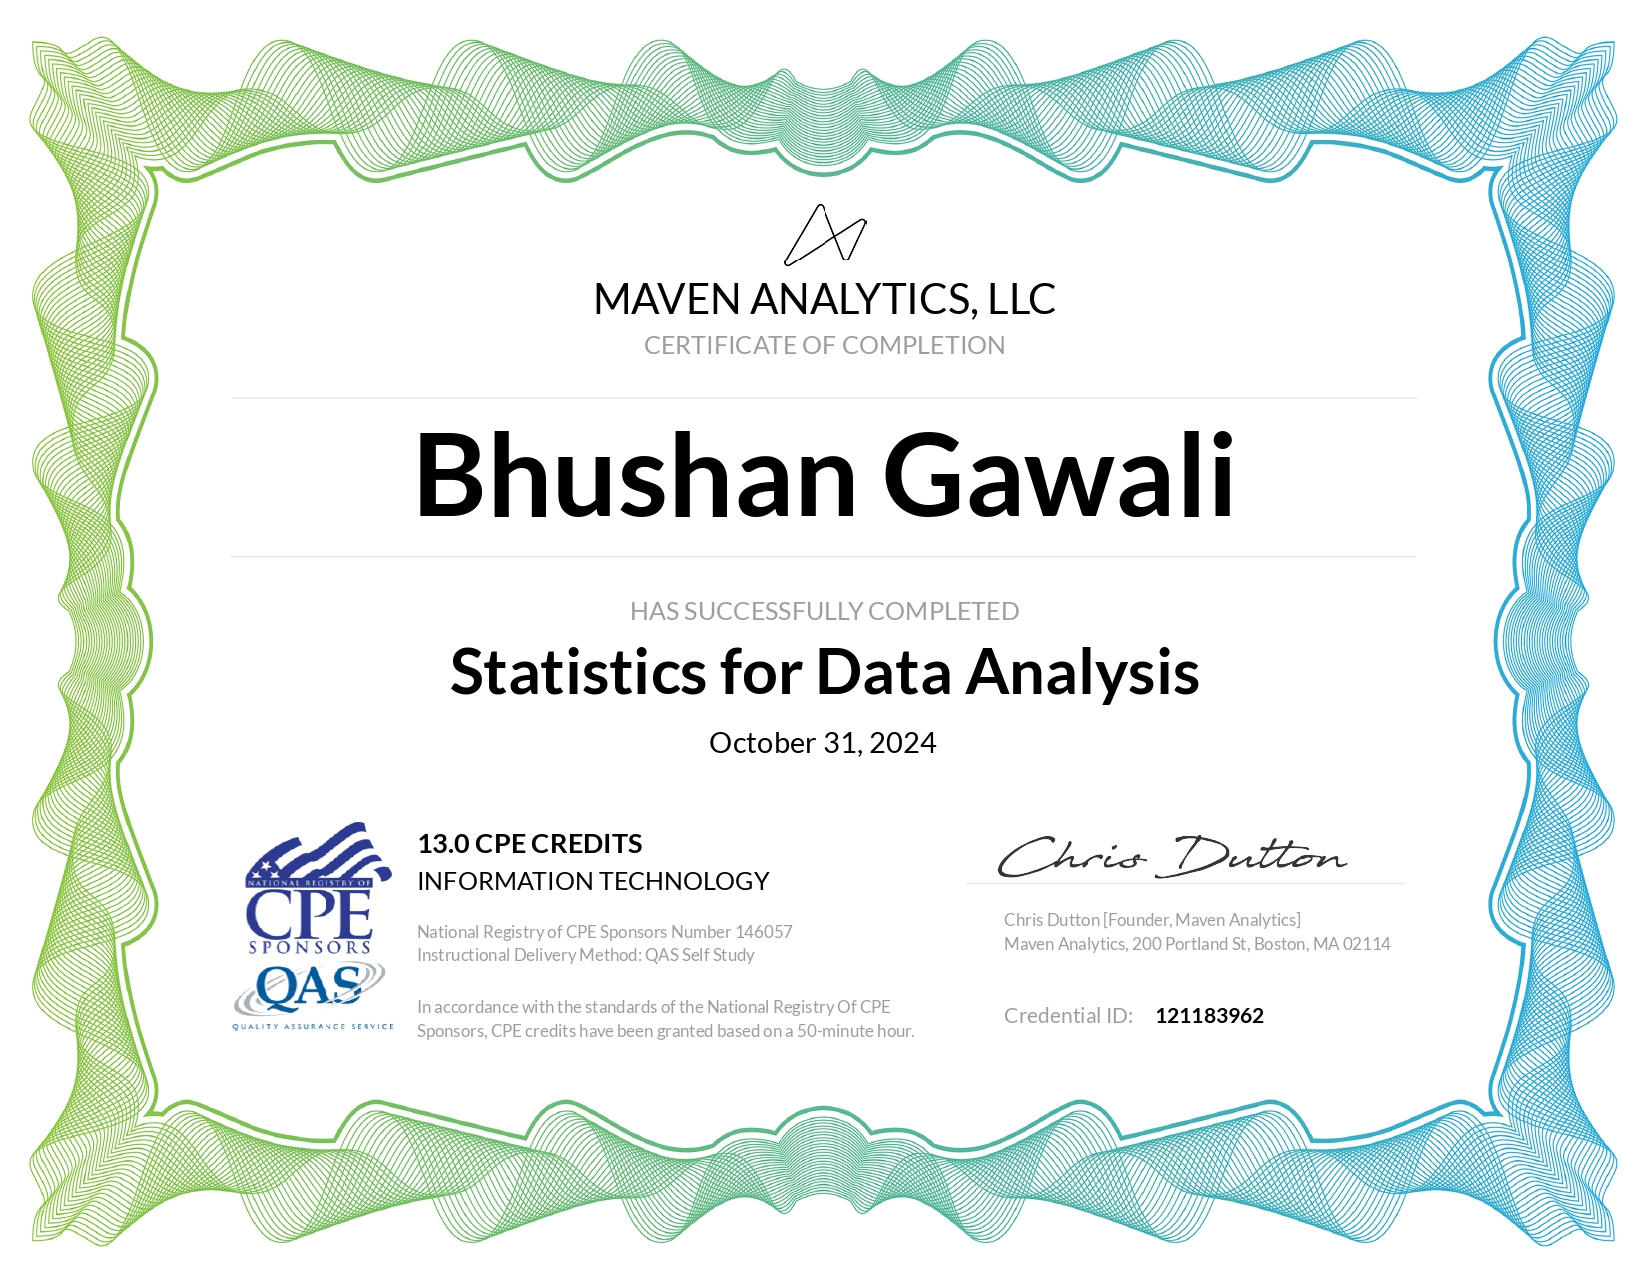 MAVEN ANALYTICS, LLC
CERTIFICATE OF COMPLETION
Bhushan Gawali
HAS SUCCESSFULLY COMPLETED
Statistics for Data Analysis
October 31, 2024
NATIONAL REGISTRY OF
CPE
SPONSORS
QAS
QUALITY ASSURANCE SERVICE
13.0 CPE CREDITS
INFORMATION TECHNOLOGY
National Registry of CPE Sponsors Number 146057
Instructional Delivery Method: QAS Self Study
In accordance with the standards of the National Registry Of CPE
Sponsors, CPE credits have been granted based on a 50-minute hour.
Chris Dutton
Chris Dutton [Founder, Maven Analytics]
Maven Analytics, 200 Portland St, Boston, MA 02114
Credential ID: 121183962